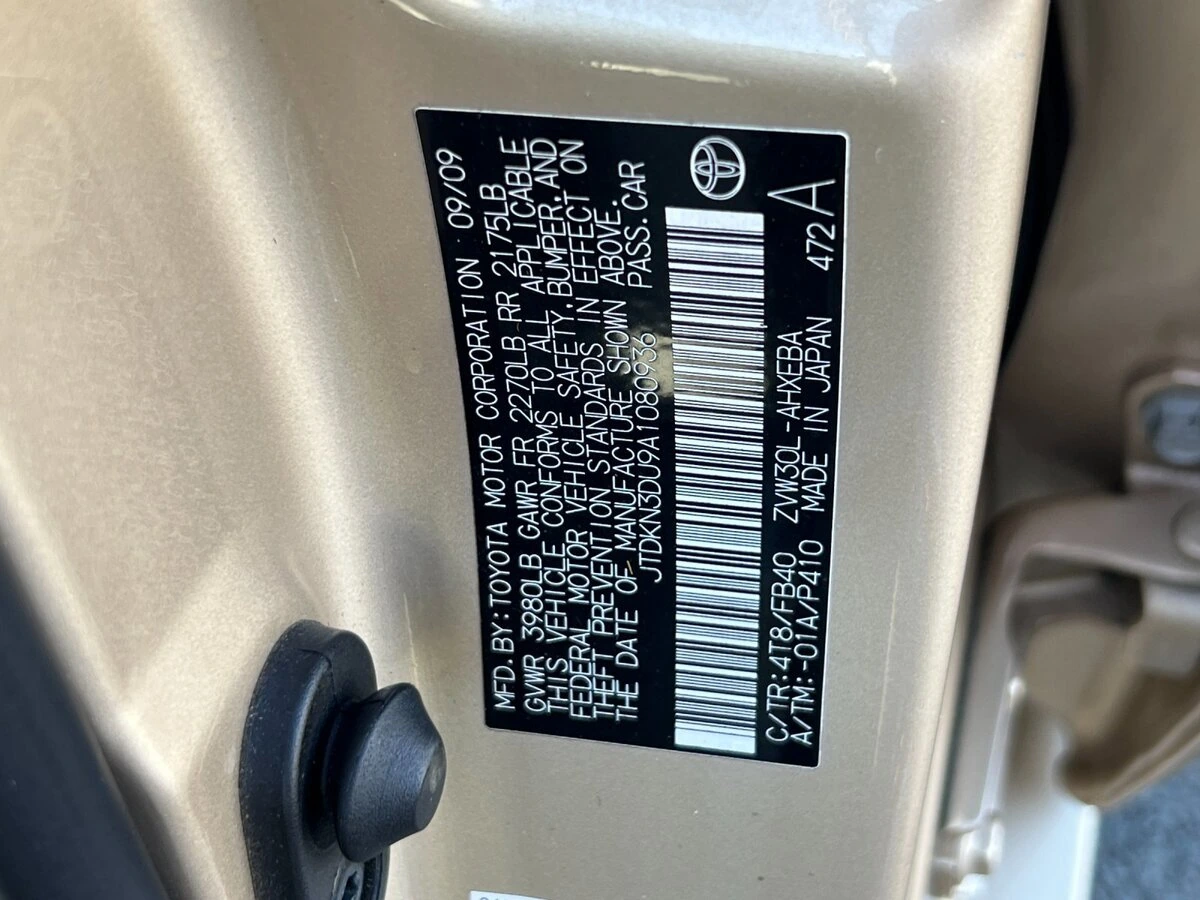 MFD.BY:TOYOTA MOTOR CORPORATION 09/09
GVWR 3980LB GAWR FR 2270LB RR 2175LB
THIS VEHICLE CONFORMS TO ALL APPLICABLE
FEDERAL MOTOR VEHICLE SAFETY,BUMPER,AND
THEFT PREVENTION STANDARDS IN EFFECT ON
THE DATE OF MANUFACTURE SHOWN ABOVE.
JTDKN3DU9A1080936 PASS.CAR
C/TR:4T8/FB40 ZVW30L-AHXEBA 472A
A/TM:-01A/P410 MADE IN JAPAN